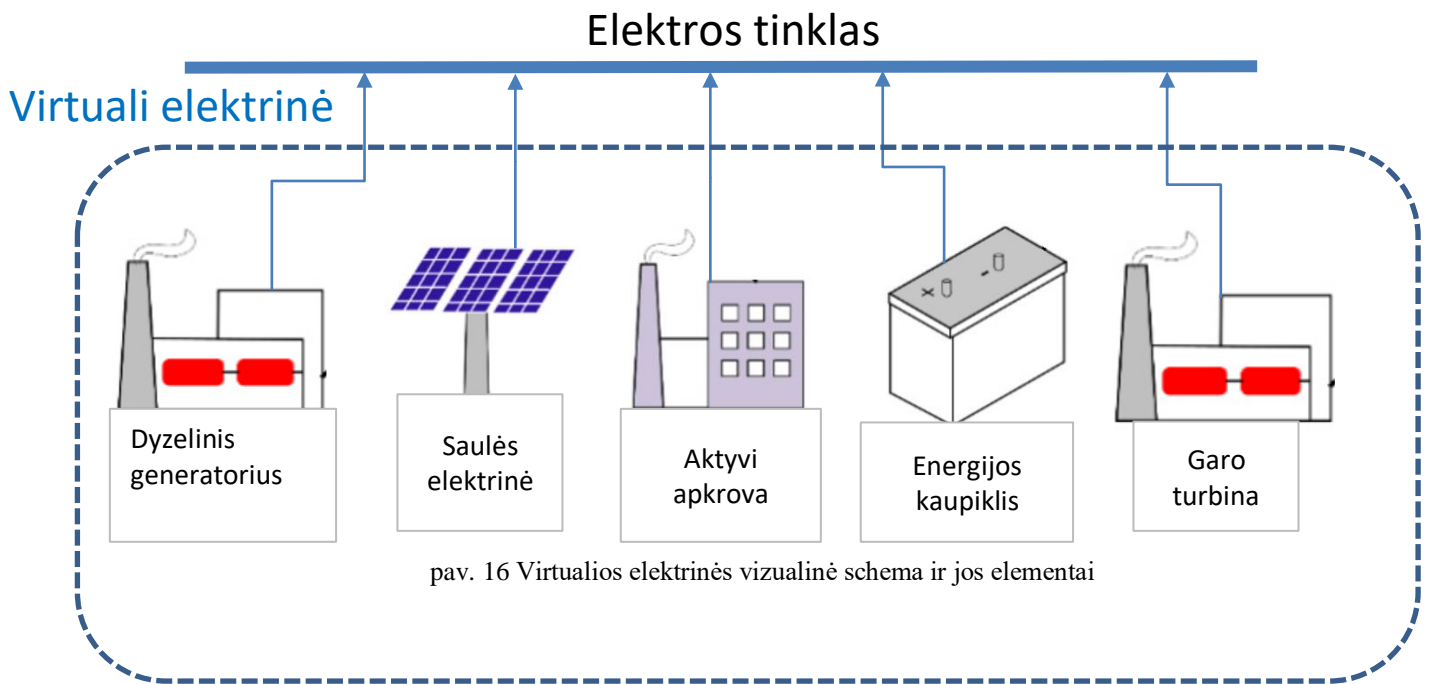 Elektros tinklas
Virtuali elektrinė
Dyzelinis
generatorius
Saulės
elektrinė
Aktyvi
apkrova
Energijos
kaupiklis
Garo
turbina
pav. 16 Virtualios elektrinės vizualinė schema ir jos elementai